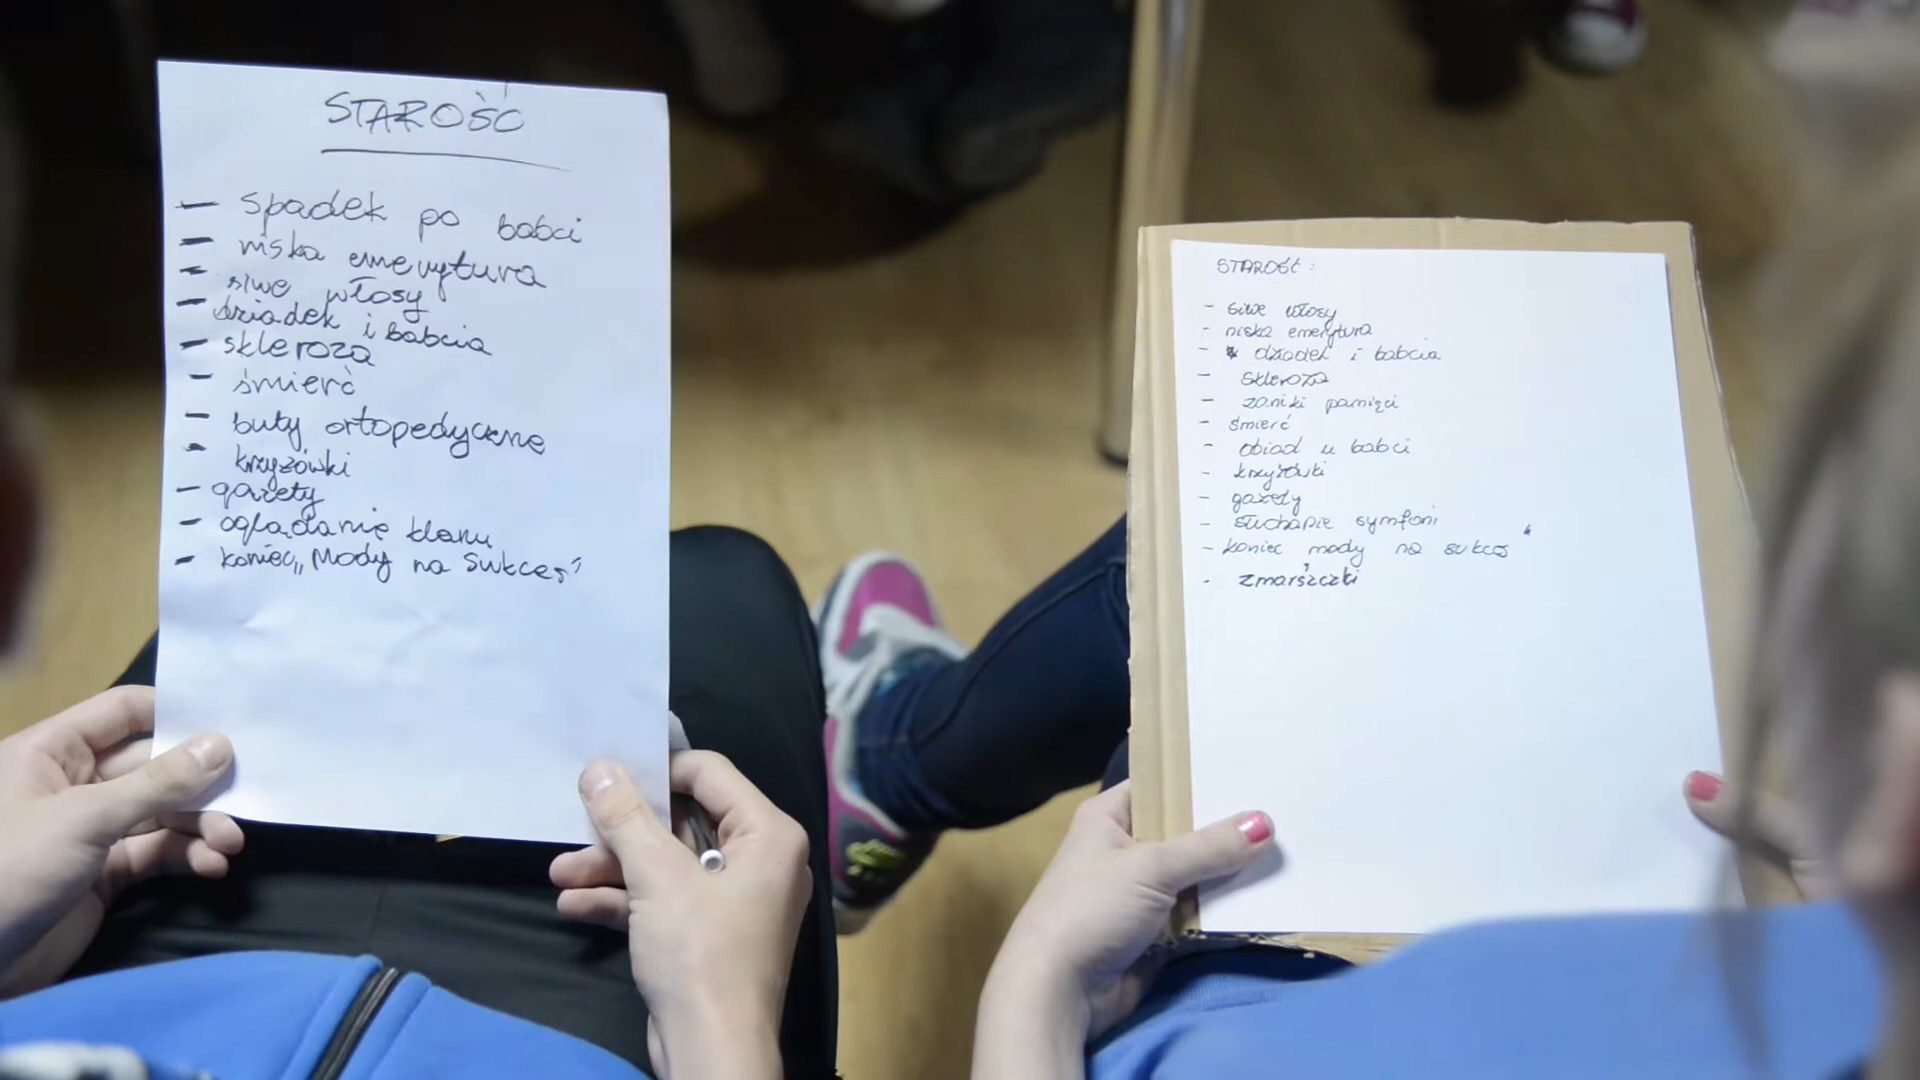 STAROŚĆ
- spadek po babci
- niska emerytura
- siwe włosy
- dziadek i babcia
- skleroza
- śmierć
- buty ortopedyczne
- krzyżówki
- gazety
- oglądanie klanu
- koniec „Mody na Sukces"
STAROŚĆ:
- siwe włosy
- niska emerytura
- dziadek i babcia
- skleroza
- zaniki pamięci
- śmierć
- obiad u babci
- krzyżówki
- gazety
- słuchanie symfoni
- koniec mody na sukces
- zmarszczki